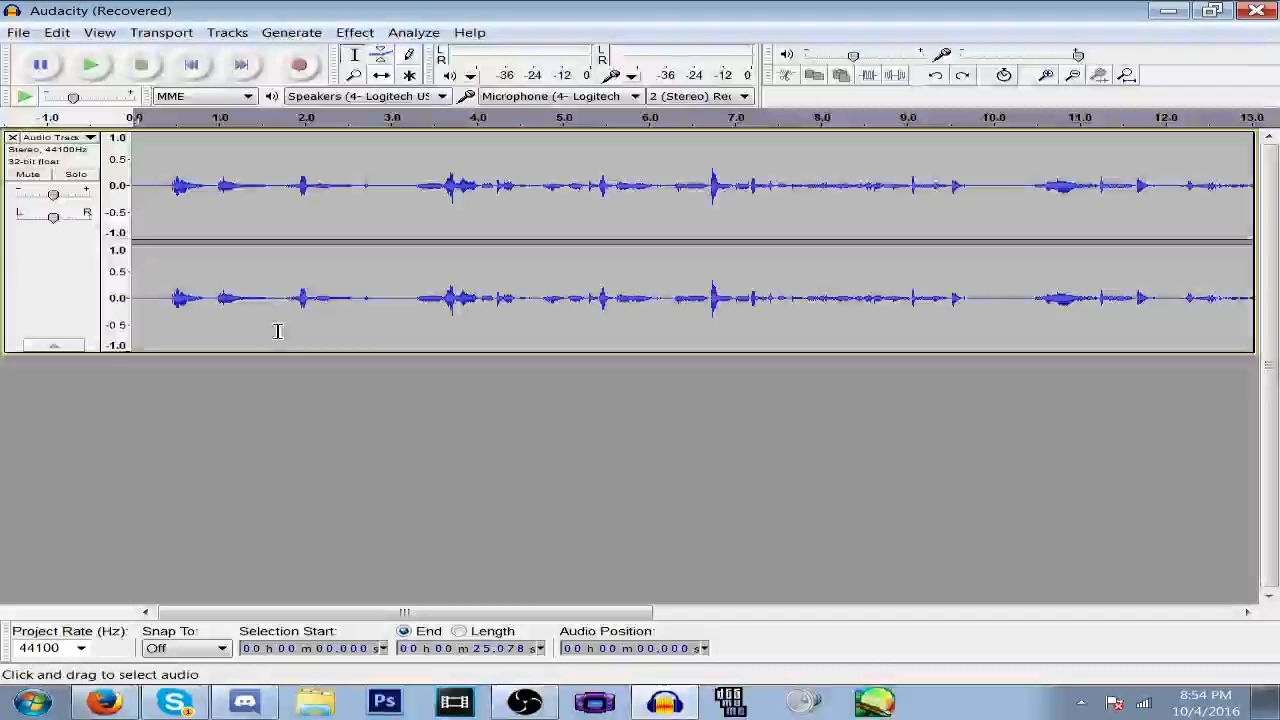 Audacity (Recovered)
File Edit View Transport Tracks Generate Effect Analyze Help
L R -36 -24 -12 0 L R -36 -24 -12 0
MME Speakers (4- Logitech US Microphone (4- Logitech 2 (Stereo) Rec
-1.0 1.0 2.0 3.0 4.0 5.0 6.0 7.0 8.0 9.0 10.0 11.0 12.0 13.0
Audio Track
Stereo, 44100Hz
32-bit float
Mute Solo
- +
L R
1.0
0.5
0.0
-0.5
-1.0
1.0
0.5
0.0
-0.5
-1.0
Project Rate (Hz): Snap To: Selection Start: End Length Audio Position:
44100 Off 00 h 00 m 00.000 s 00 h 00 m 25.078 s 00 h 00 m 00.000 s
Click and drag to select audio
Ps
8:54 PM
10/4/2016